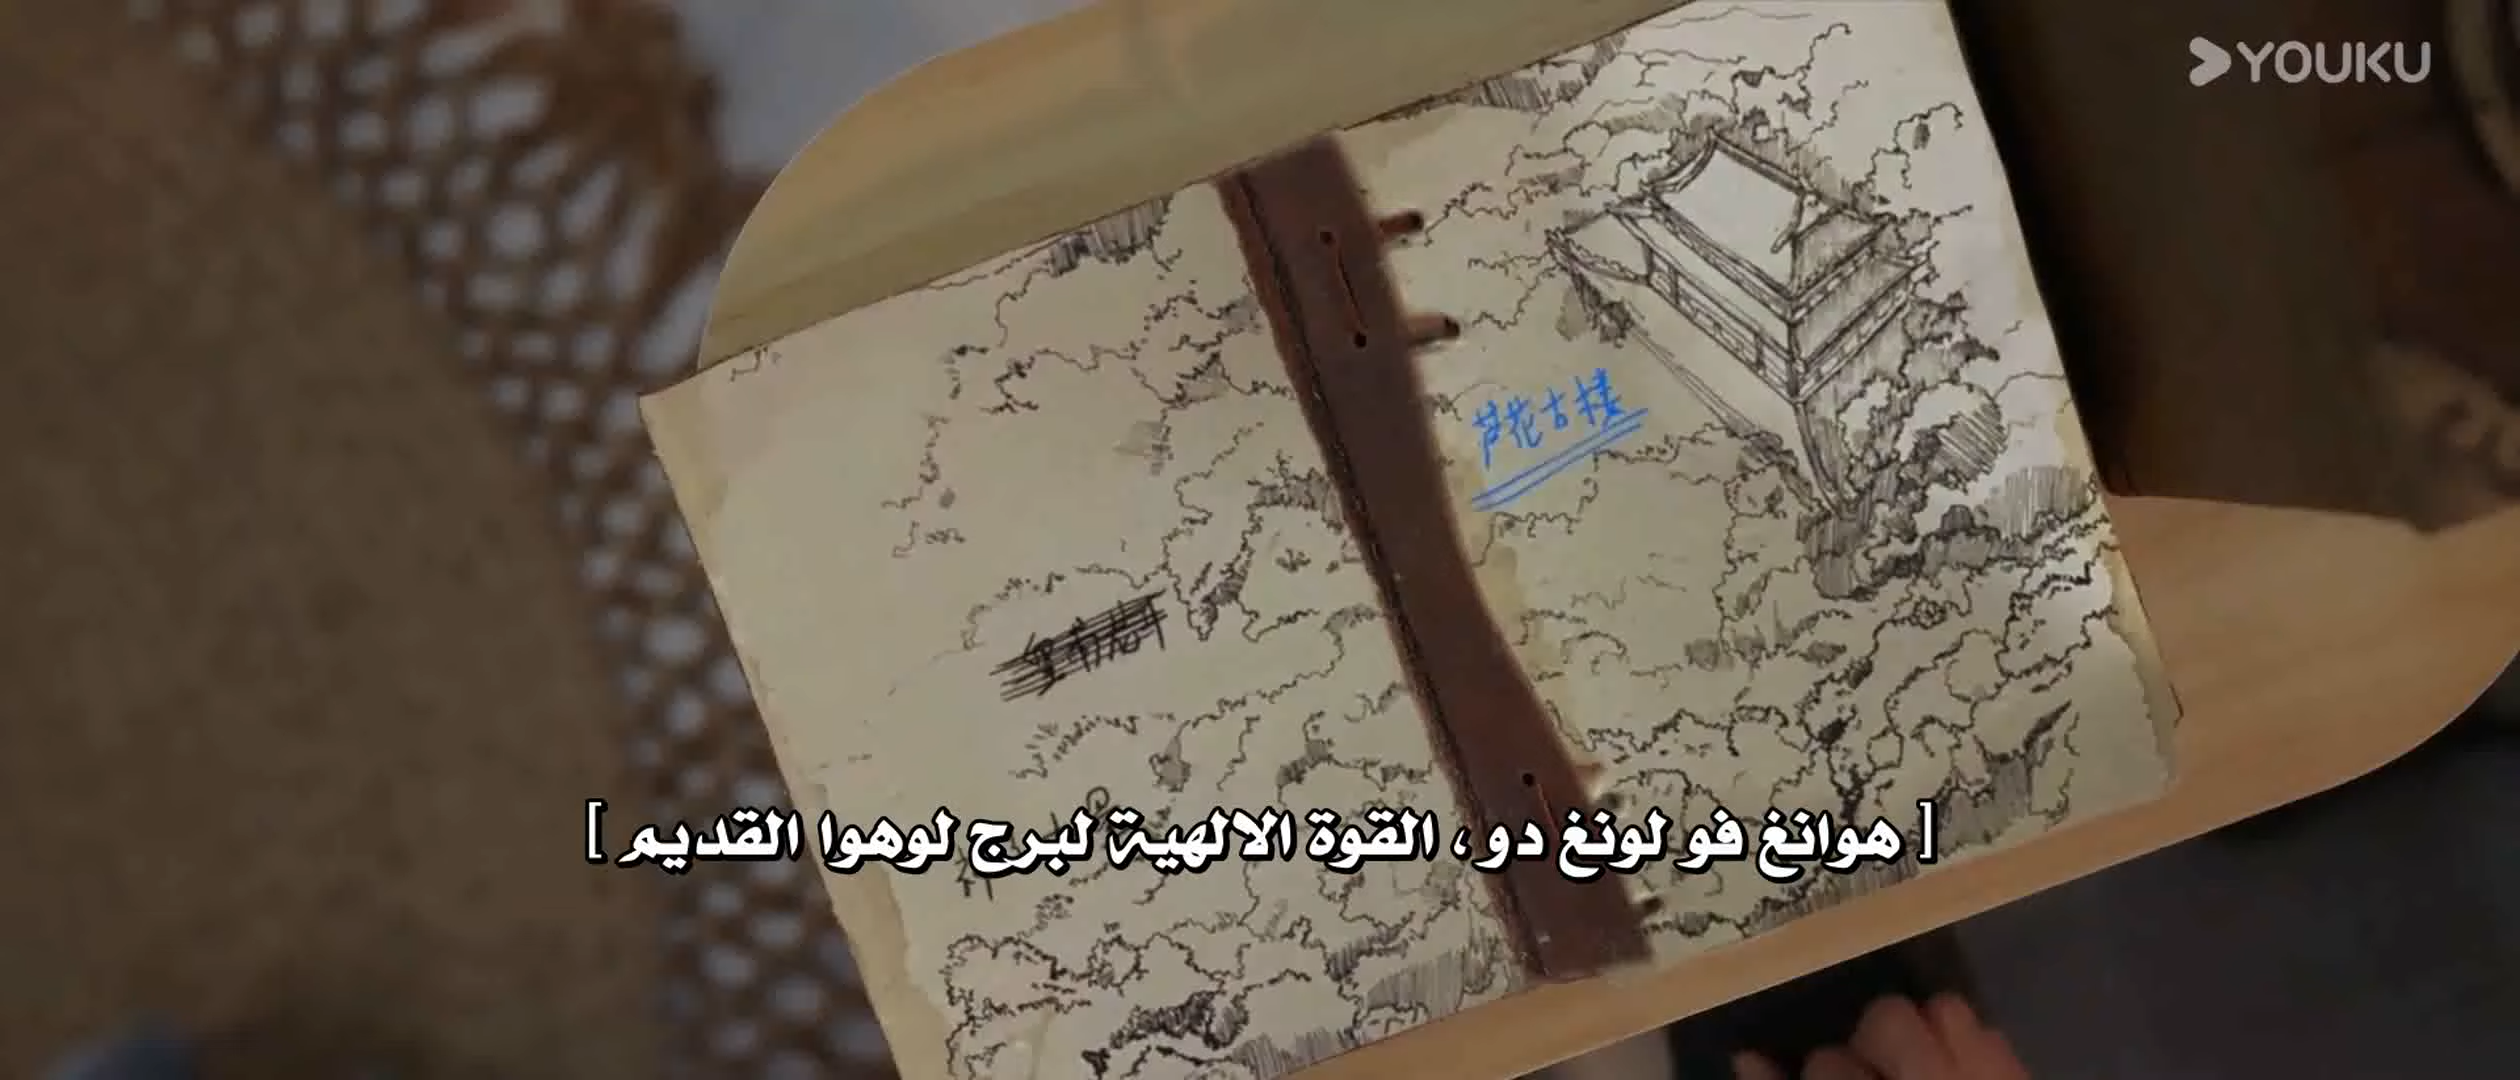 YOUKU
芦花古楼
[ هوانغ فو لونغ دو، القوة الالهية لبرج لوهوا القديم ]